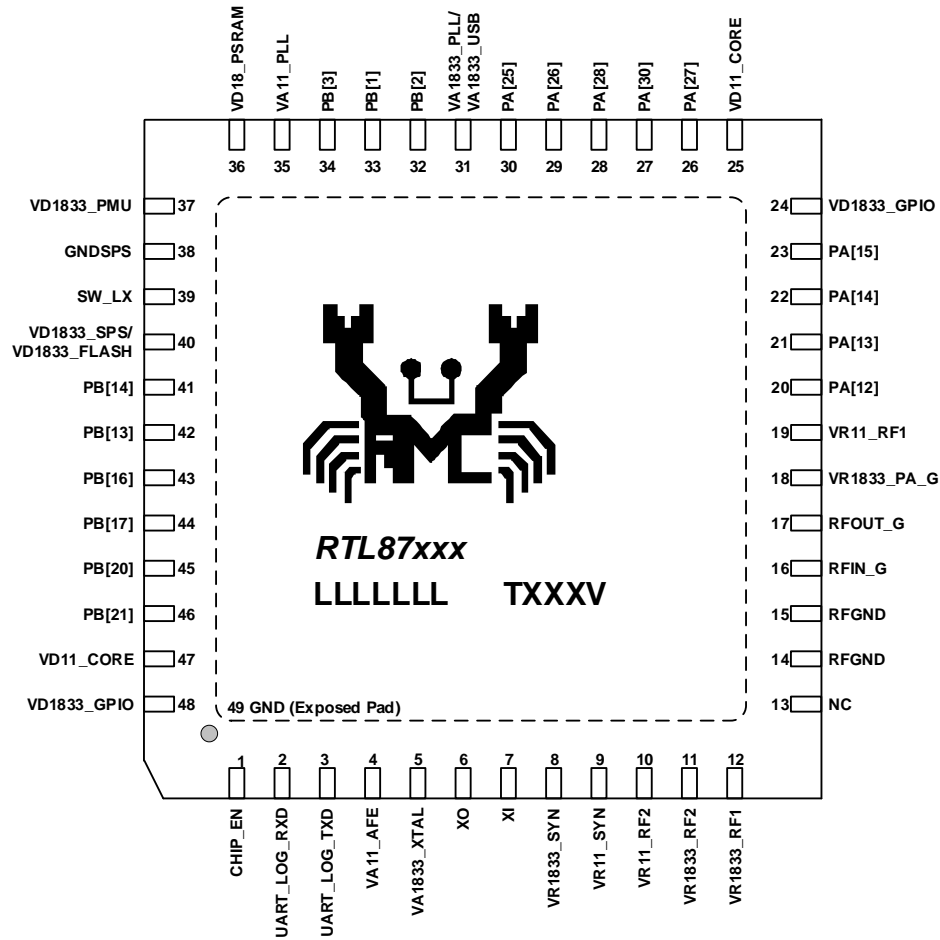 VD18_PSRAM
VA11_PLL
PB[3]
PB[1]
PB[2]
VA1833_PLL/
VA1833_USB
PA[25]
PA[26]
PA[28]
PA[30]
PA[27]
VD11_CORE
36 35 34 33 32 31 30 29 28 27 26 25
VD1833_PMU 37
GNDSPS 38
SW_LX 39
VD1833_SPS/
VD1833_FLASH 40
PB[14] 41
PB[13] 42
PB[16] 43
PB[17] 44
PB[20] 45
PB[21] 46
VD11_CORE 47
VD1833_GPIO 48
24 VD1833_GPIO
23 PA[15]
22 PA[14]
21 PA[13]
20 PA[12]
19 VR11_RF1
18 VR1833_PA_G
17 RFOUT_G
16 RFIN_G
15 RFGND
14 RFGND
13 NC
AMC
RTL87xxx
LLLLLLL TXXXV
49 GND (Exposed Pad)
1 2 3 4 5 6 7 8 9 10 11 12
CHIP_EN
UART_LOG_RXD
UART_LOG_TXD
VA11_AFE
VA1833_XTAL
XO
XI
VR1833_SYN
VR11_SYN
VR11_RF2
VR1833_RF2
VR1833_RF1